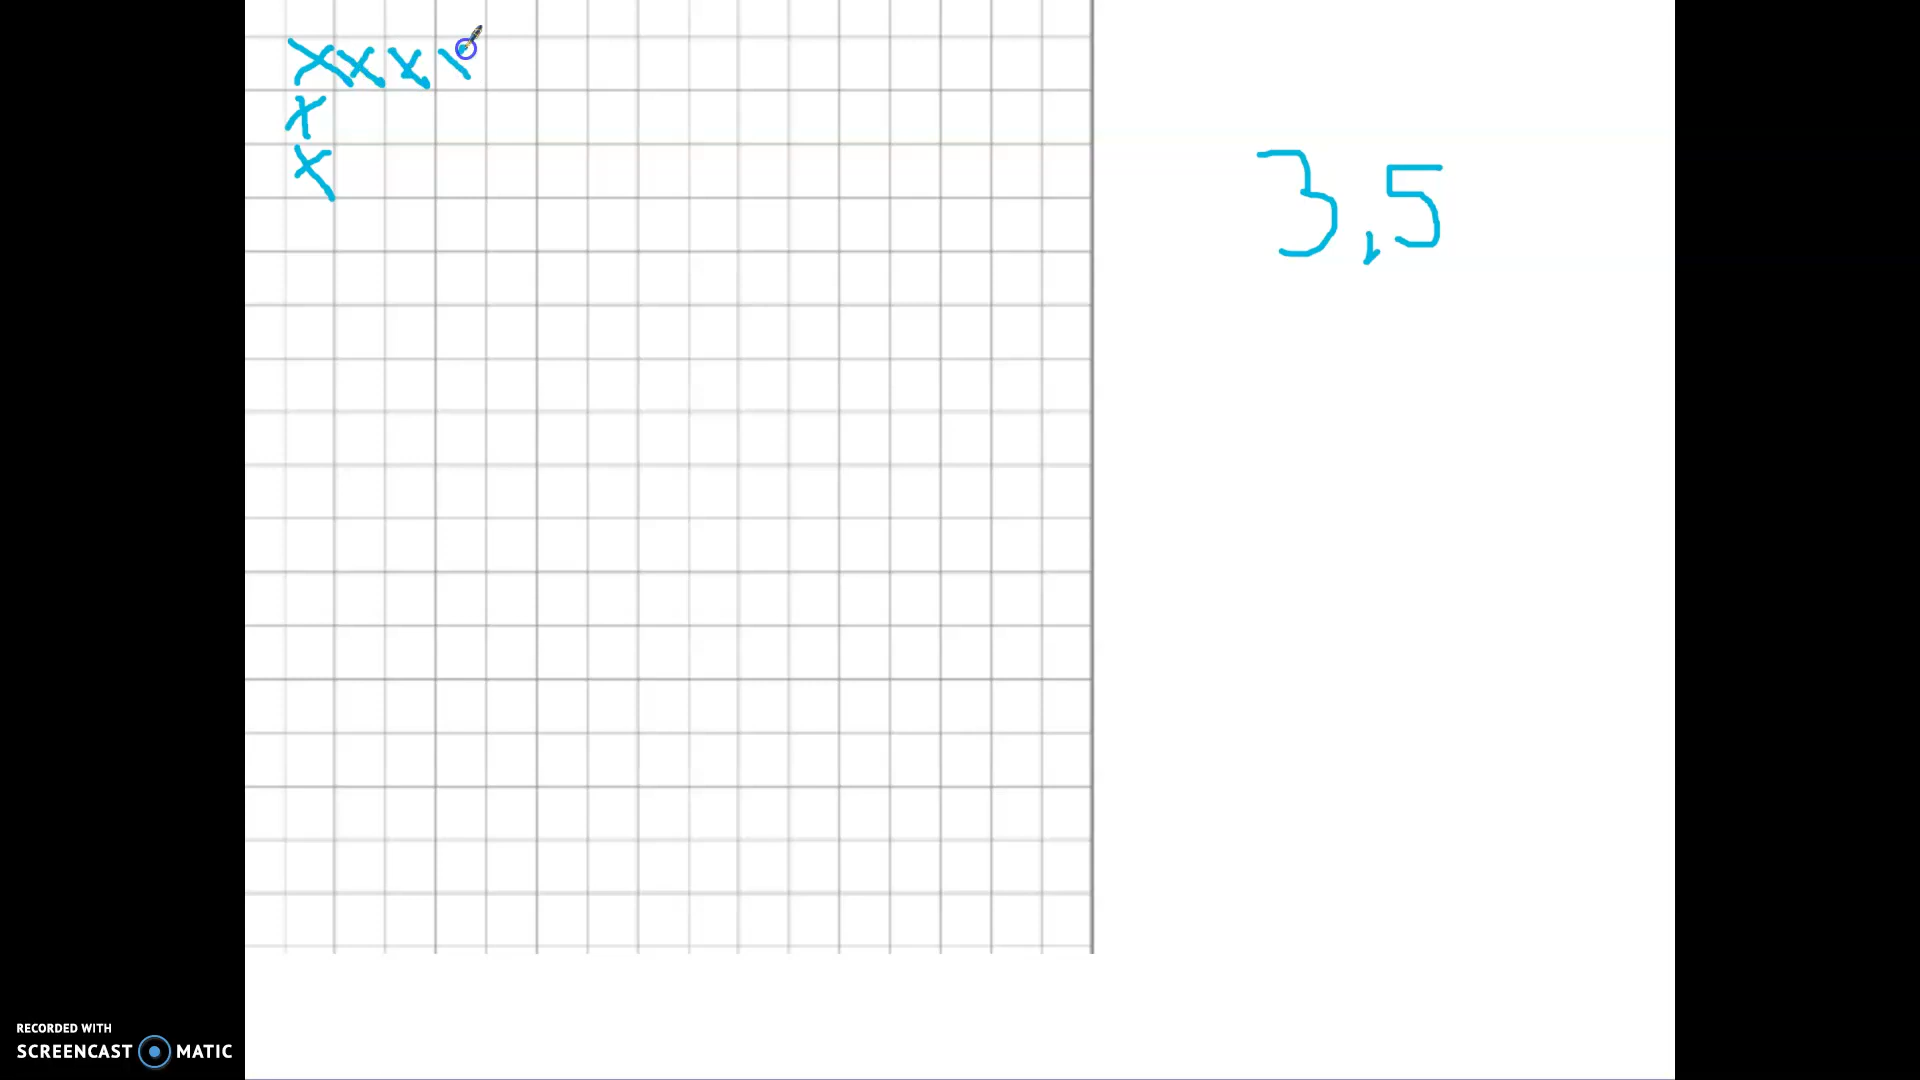 XXXX
X
X
3,5
RECORDED WITH
SCREENCAST MATIC